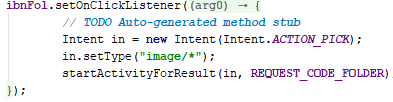 ibnFol.setOnClickListener((arg0) → {
// TODO Auto-generated method stub
Intent in = new Intent(Intent.ACTION_PICK);
in.setType("image/*");
startActivityForResult(in, REQUEST_CODE_FOLDER)
});